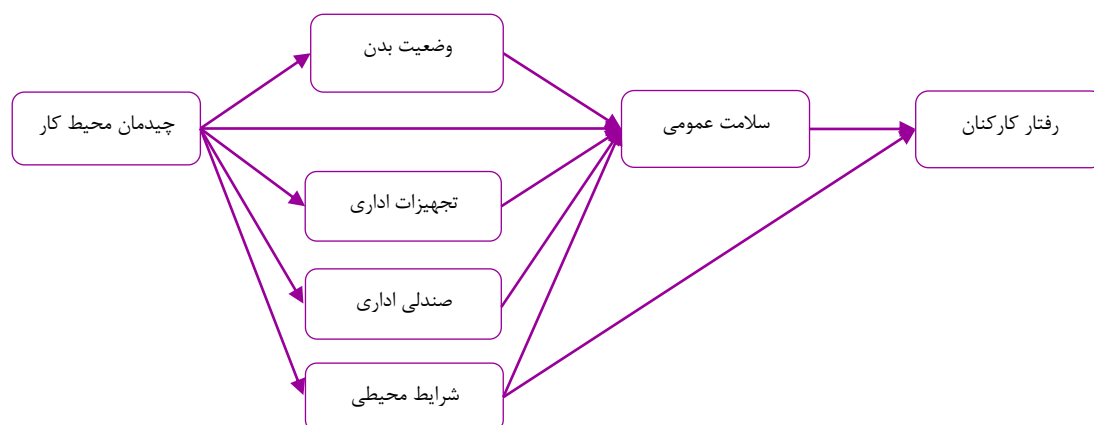 وضعیت بدن
چیدمان محیط کار
سلامت عمومی
رفتار کارکنان
تجهیزات اداری
صندلی اداری
شرایط محیطی